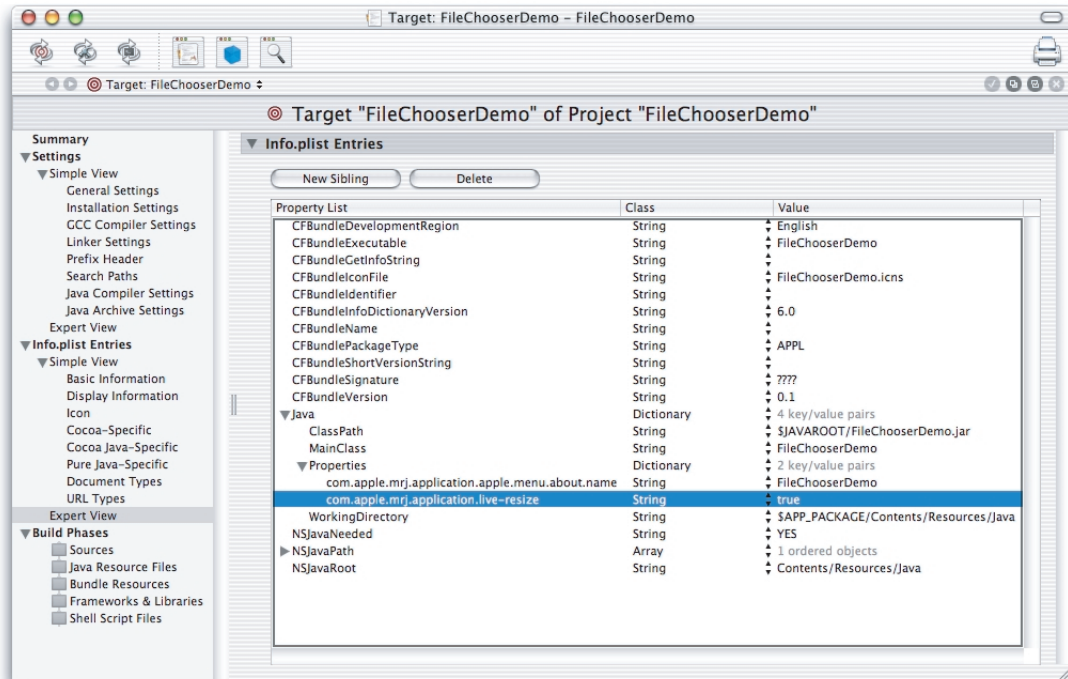 Target: FileChooserDemo – FileChooserDemo
Target: FileChooserDemo
Target "FileChooserDemo" of Project "FileChooserDemo"
Summary
Settings
Simple View
General Settings
Installation Settings
GCC Compiler Settings
Linker Settings
Prefix Header
Search Paths
Java Compiler Settings
Java Archive Settings
Expert View
Info.plist Entries
Simple View
Basic Information
Display Information
Icon
Cocoa-Specific
Cocoa Java-Specific
Pure Java-Specific
Document Types
URL Types
Expert View
Build Phases
Sources
Java Resource Files
Bundle Resources
Frameworks & Libraries
Shell Script Files
Info.plist Entries
New Sibling Delete
Property List Class Value
CFBundleDevelopmentRegion String English
CFBundleExecutable String FileChooserDemo
CFBundleGetInfoString String
CFBundleIconFile String FileChooserDemo.icns
CFBundleIdentifier String
CFBundleInfoDictionaryVersion String 6.0
CFBundleName String
CFBundlePackageType String APPL
CFBundleShortVersionString String
CFBundleSignature String ????
CFBundleVersion String 0.1
Java Dictionary 4 key/value pairs
ClassPath String $JAVAROOT/FileChooserDemo.jar
MainClass String FileChooserDemo
Properties Dictionary 2 key/value pairs
com.apple.mrj.application.apple.menu.about.name String FileChooserDemo
com.apple.mrj.application.live-resize String true
WorkingDirectory String $APP_PACKAGE/Contents/Resources/Java
NSJavaNeeded String YES
NSJavaPath Array 1 ordered objects
NSJavaRoot String Contents/Resources/Java